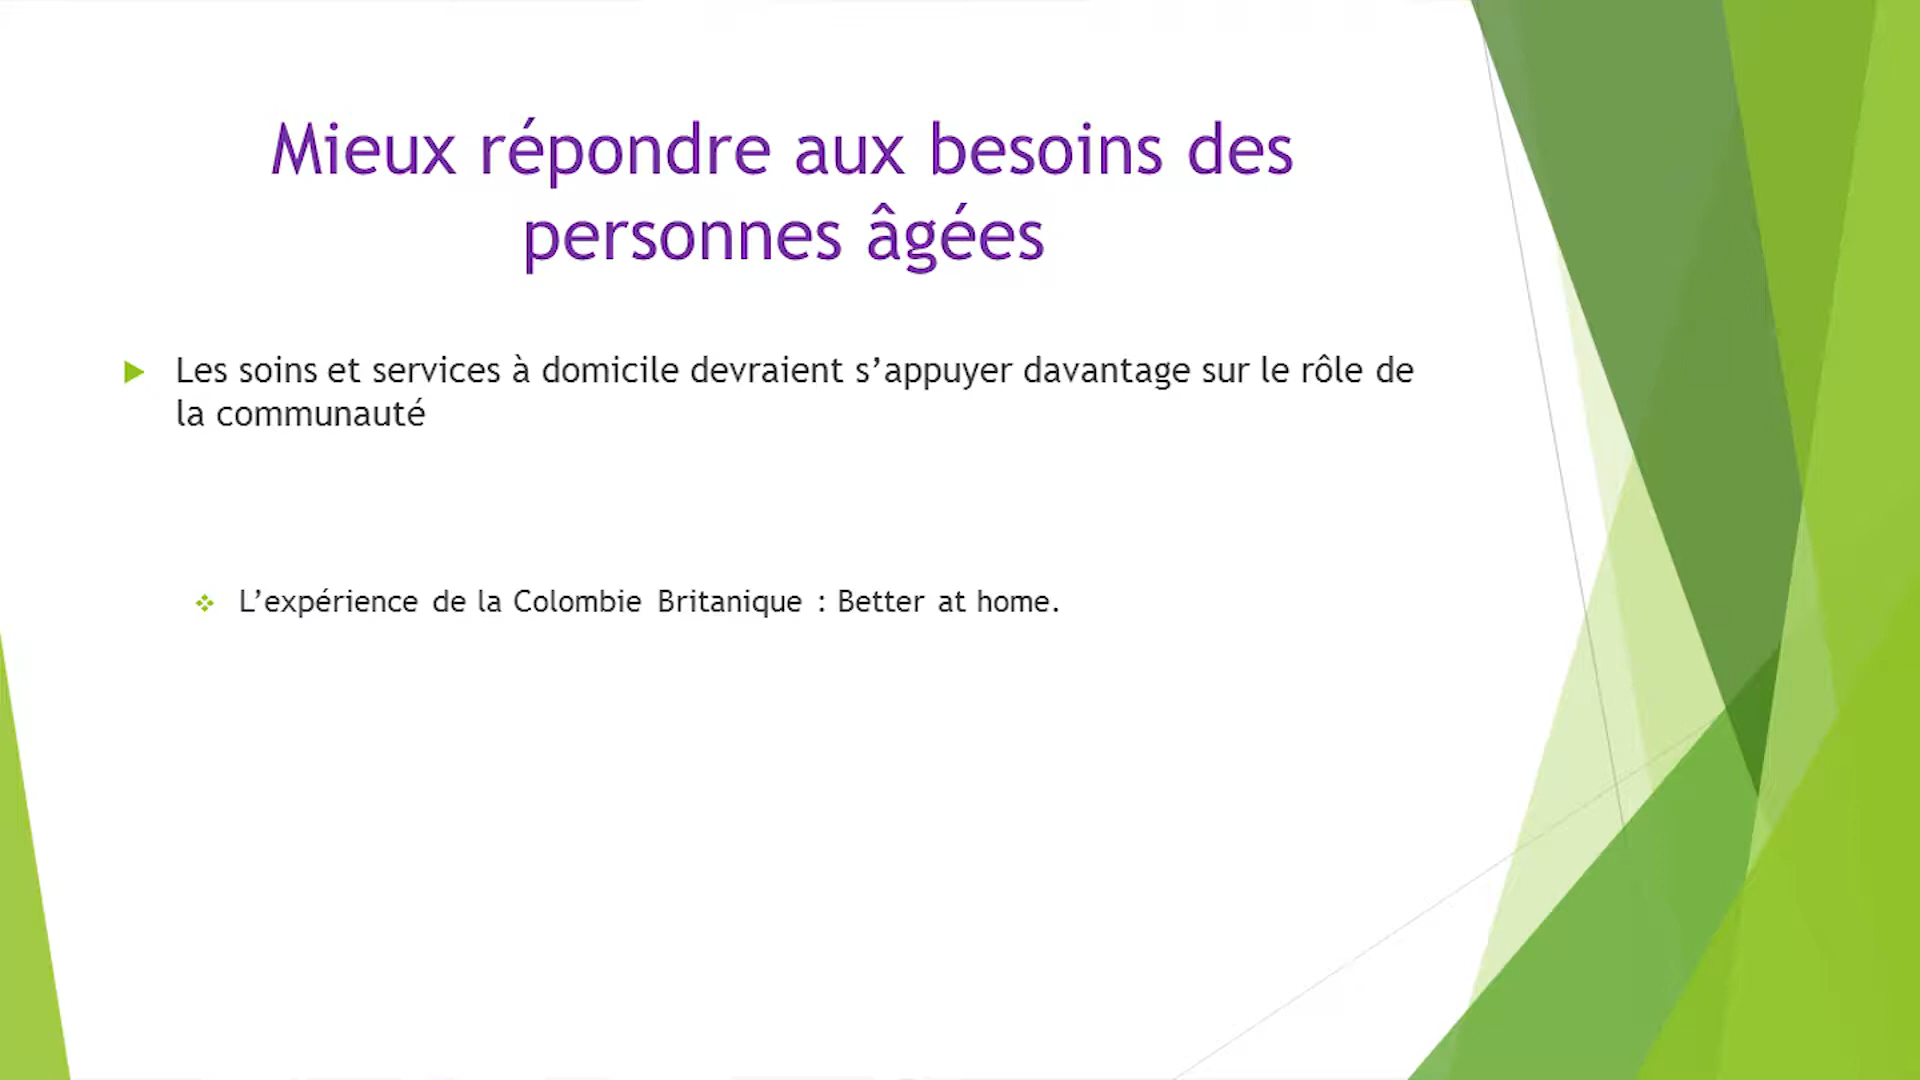 Mieux répondre aux besoins des
personnes âgées
Les soins et services à domicile devraient s’appuyer davantage sur le rôle de
la communauté
L’expérience de la Colombie Britanique : Better at home.